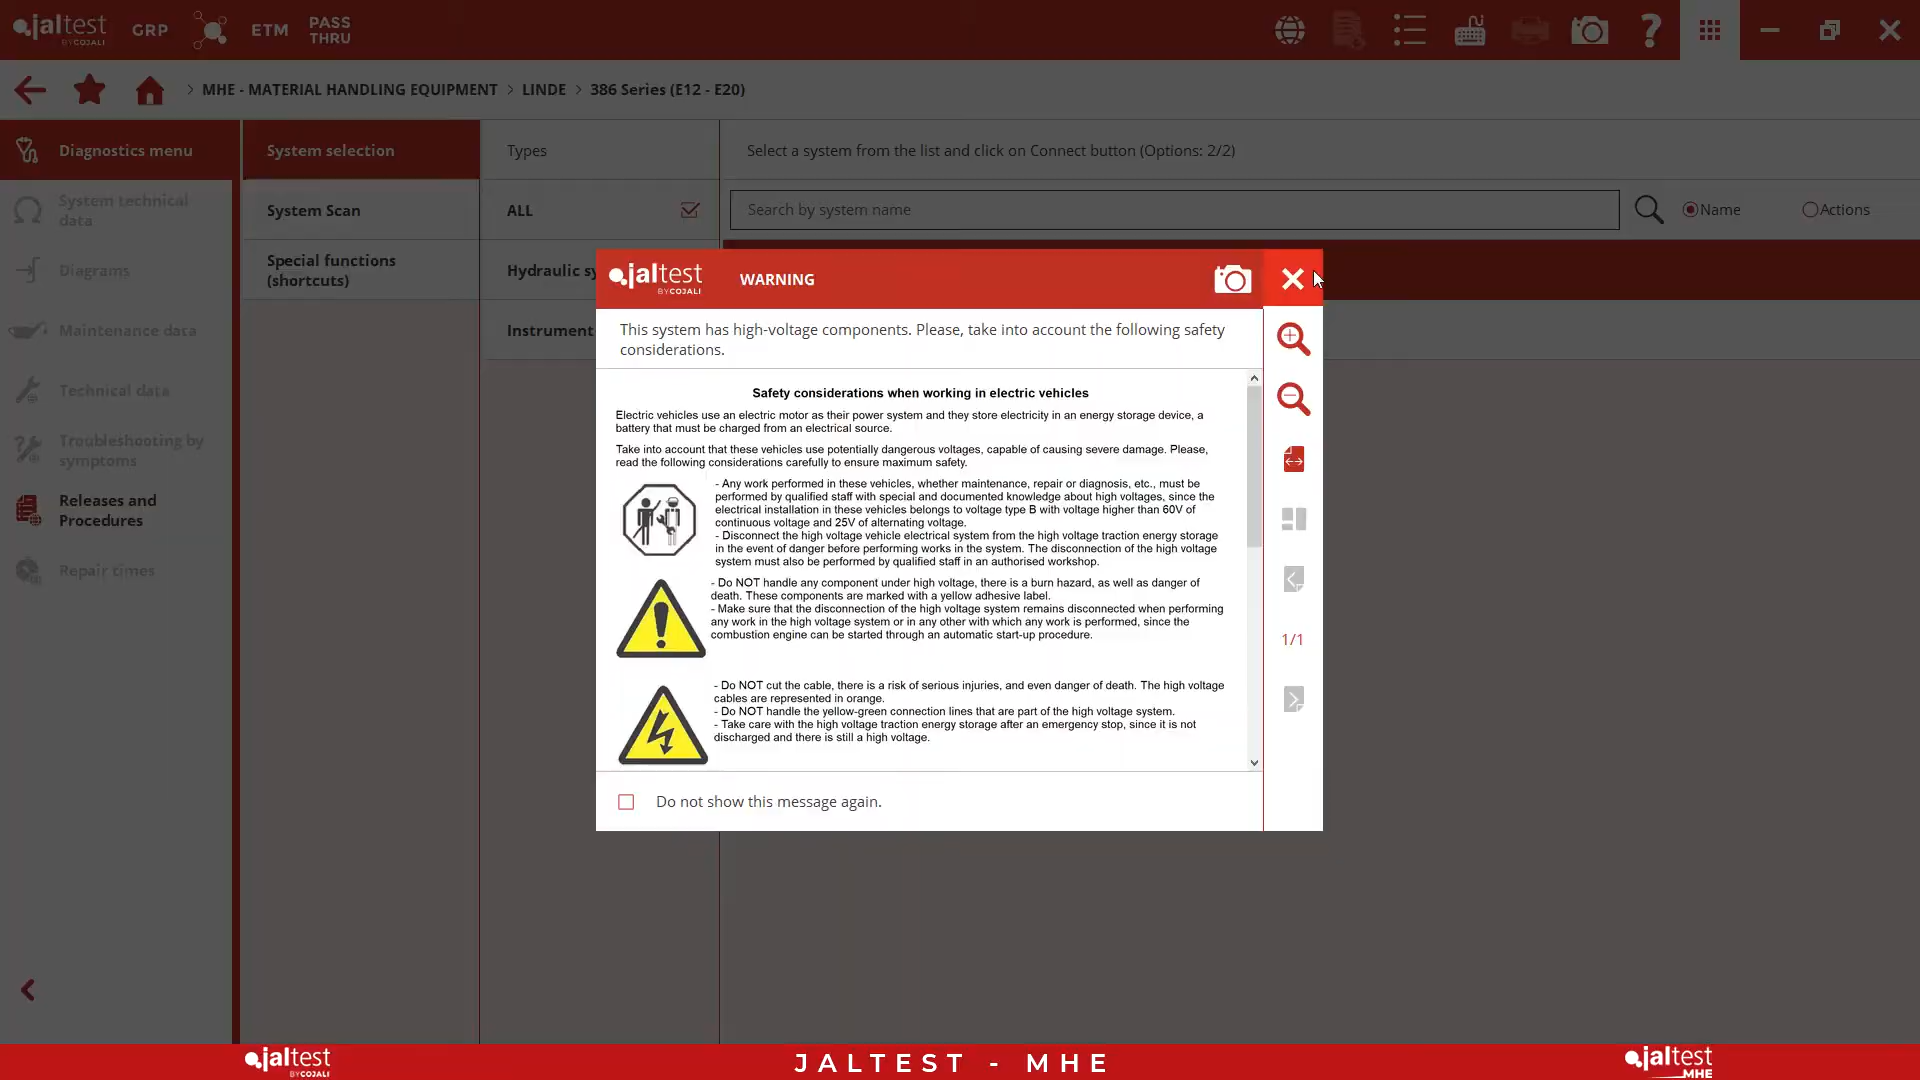 jaltest
BY COJALI
GRP
ETM
PASS
THRU
MHE - MATERIAL HANDLING EQUIPMENT
LINDE
386 Series (E12 - E20)
Diagnostics menu
System technical
data
Diagrams
Maintenance data
Technical data
Troubleshooting by
symptoms
Releases and
Procedures
Repair times
System selection
System Scan
Special functions
(shortcuts)
Types
ALL
Hydraulic sy
Instrument
Select a system from the list and click on Connect button (Options: 2/2)
Search by system name
Name
Actions
jaltest
BY COJALI
WARNING
This system has high-voltage components. Please, take into account the following safety
considerations.
Safety considerations when working in electric vehicles
Electric vehicles use an electric motor as their power system and they store electricity in an energy storage device, a
battery that must be charged from an electrical source.
Take into account that these vehicles use potentially dangerous voltages, capable of causing severe damage. Please,
read the following considerations carefully to ensure maximum safety.
- Any work performed in these vehicles, whether maintenance, repair or diagnosis, etc., must be
performed by qualified staff with special and documented knowledge about high voltages, since the
electrical installation in these vehicles belongs to voltage type B with voltage higher than 60V of
continuous voltage and 25V of alternating voltage.
- Disconnect the high voltage vehicle electrical system from the high voltage traction energy storage
in the event of danger before performing works in the system. The disconnection of the high voltage
system must also be performed by qualified staff in an authorised workshop.
- Do NOT handle any component under high voltage, there is a burn hazard, as well as danger of
death. These components are marked with a yellow adhesive label.
- Make sure that the disconnection of the high voltage system remains disconnected when performing
any work in the high voltage system or in any other with which any work is performed, since the
combustion engine can be started through an automatic start-up procedure.
- Do NOT cut the cable, there is a risk of serious injuries, and even danger of death. The high voltage
cables are represented in orange.
- Do NOT handle the yellow-green connection lines that are part of the high voltage system.
- Take care with the high voltage traction energy storage after an emergency stop, since it is not
discharged and there is still a high voltage.
1/1
Do not show this message again.
jaltest
BY COJALI
JALTEST - MHE
jaltest
MHE